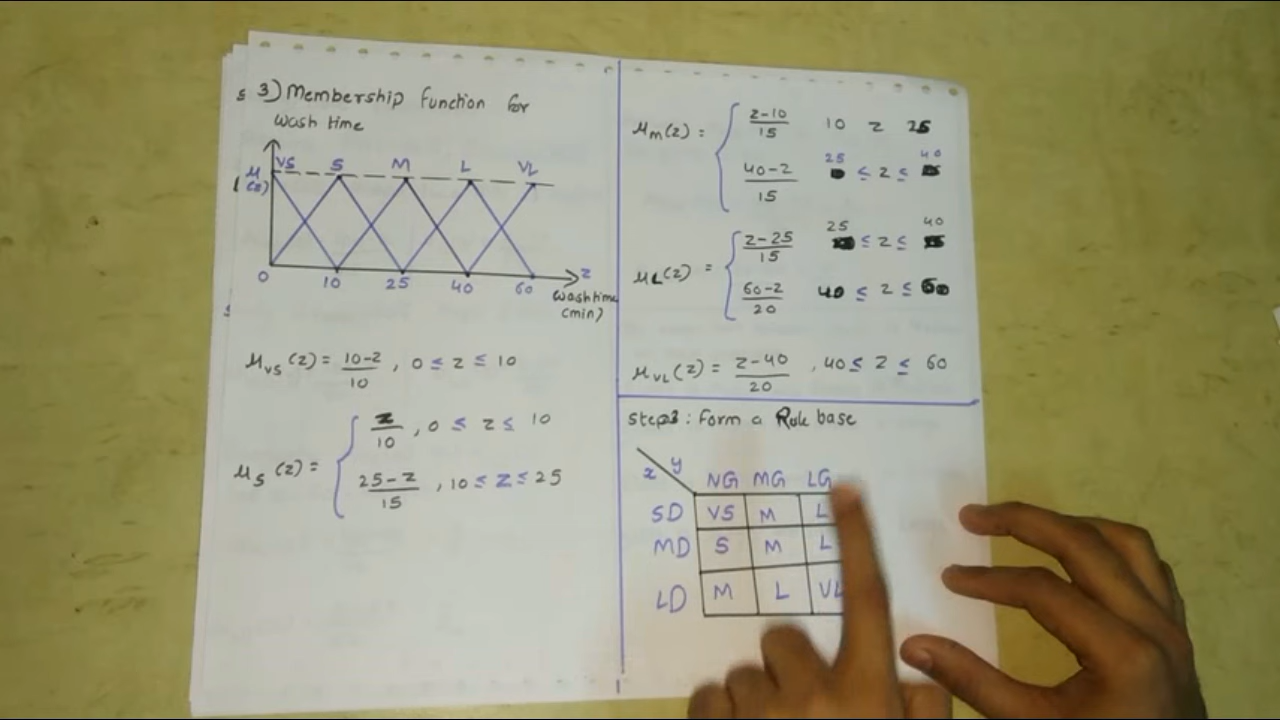 3) Membership Function for
wash time
VS S M L VL
μ
(z)
0 10 25 40 60 z
wash time
(min)
μVS(z) = 10-z / 10 , 0 ≤ z ≤ 10
μS(z) = { z/10 , 0 ≤ z ≤ 10
25-z / 15 , 10 ≤ z ≤ 25
μm(z) = { z-10 / 15 10 z 25
40-z / 15 25 ≤ z ≤ 40
μL(z) = { z-25 / 15 25 ≤ z ≤ 40
60-z / 20 40 ≤ z ≤ 60
μVL(z) = z-40 / 20 , 40 ≤ z ≤ 60
Step3: Form a Rule base
x y NG MG LG
SD VS M L
MD S M L
LD M L VL